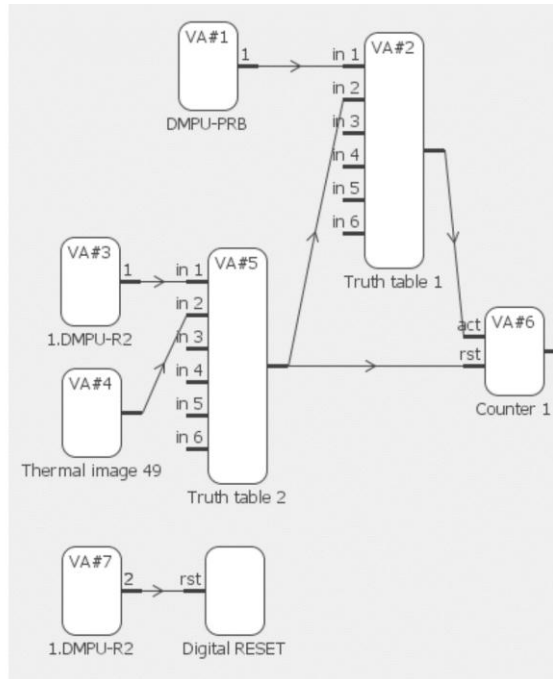 VA#1
1
DMPU-PRB
VA#2
in 1
in 2
in 3
in 4
in 5
in 6
Truth table 1
VA#3
1
1.DMPU-R2
VA#4
Thermal image 49
VA#5
in 1
in 2
in 3
in 4
in 5
in 6
Truth table 2
VA#6
act
rst
Counter 1
VA#7
2
1.DMPU-R2
rst
Digital RESET